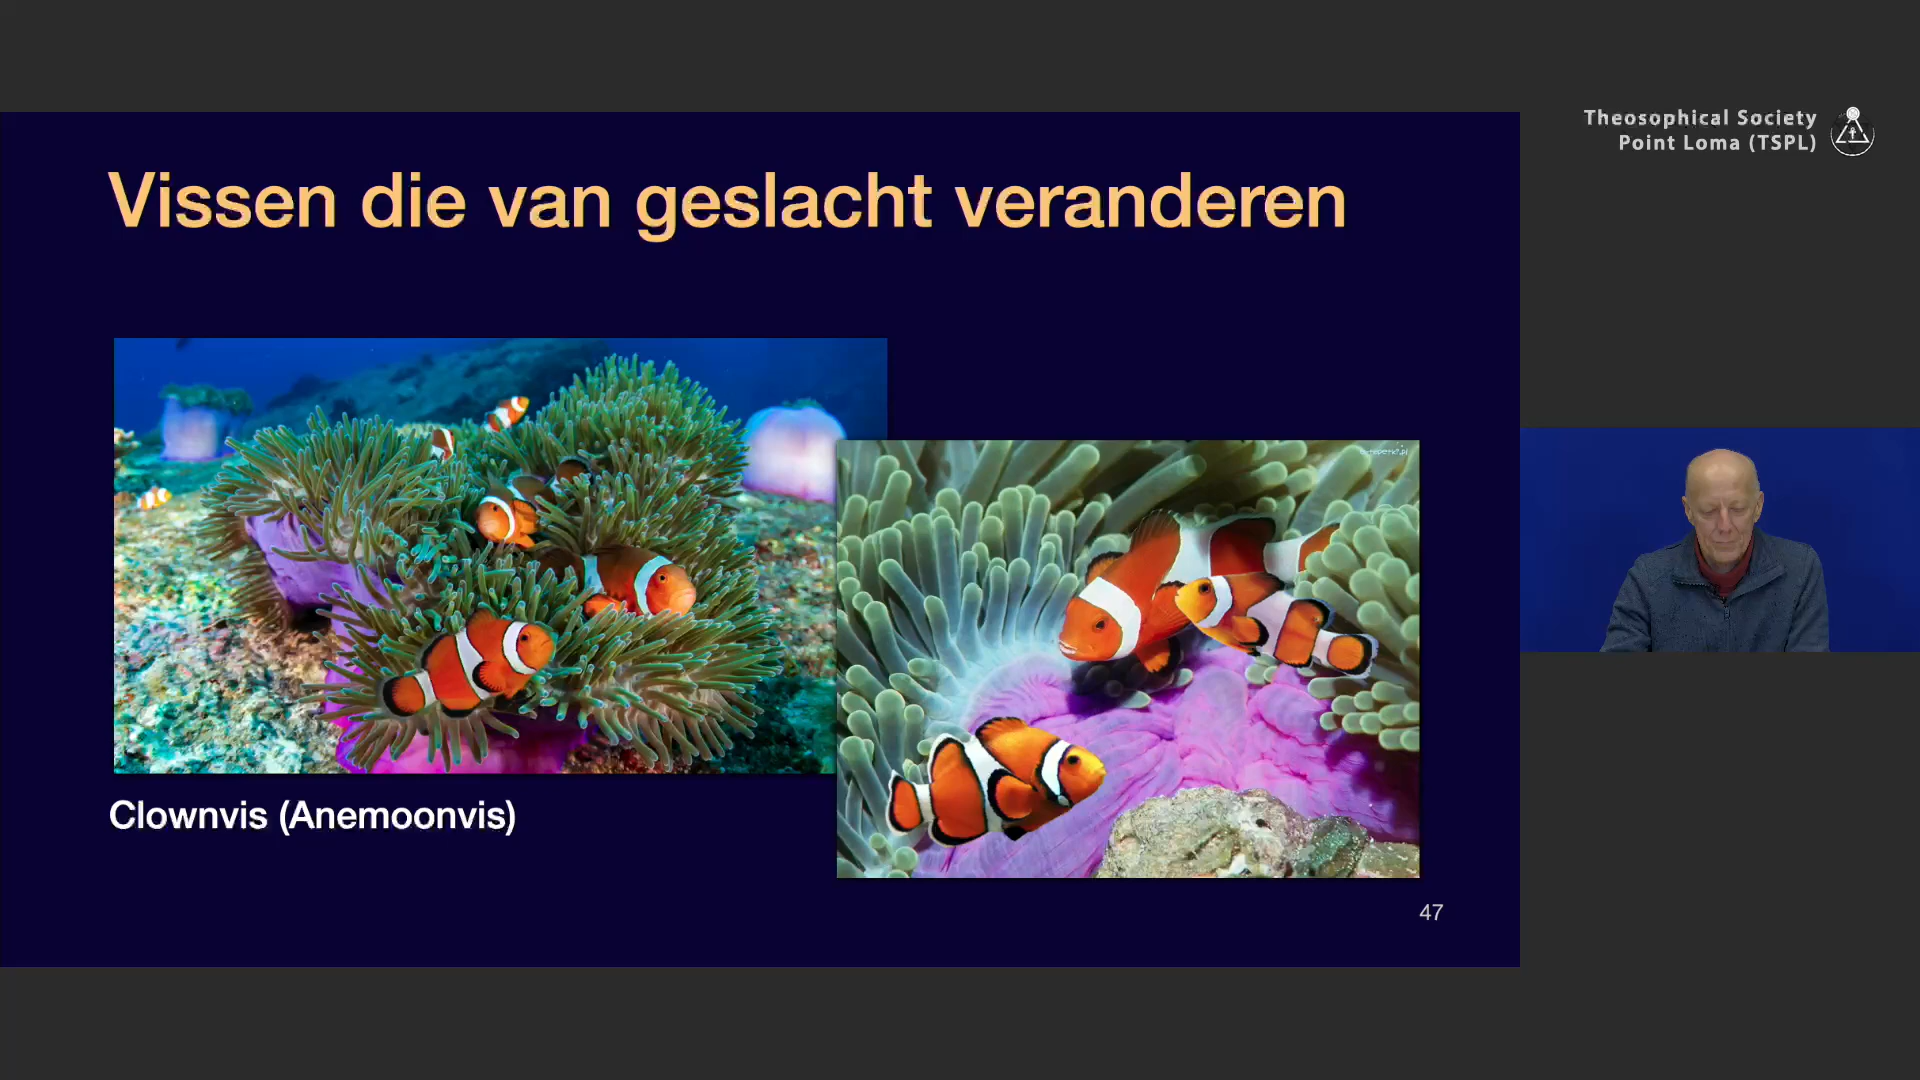 Theosophical Society
Point Loma (TSPL)
Vissen die van geslacht veranderen
Clownvis (Anemoonvis)
47